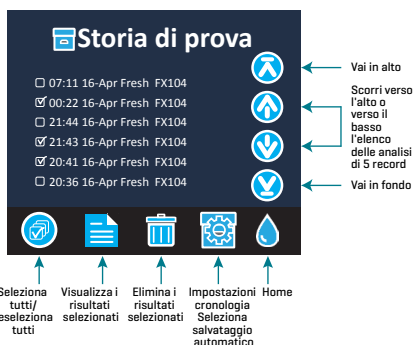 Storia di prova
07:11 16-Apr Fresh FX104
00:22 16-Apr Fresh FX104
21:44 16-Apr Fresh FX104
21:43 16-Apr Fresh FX104
20:41 16-Apr Fresh FX104
20:36 16-Apr Fresh FX104
Vai in alto
Scorri verso
l'alto o
verso il
basso
l'elenco
delle analisi
di 5 record
Vai in fondo
Seleziona
tutti/
eseleziona
tutti
Visualizza i
risultati
selezionati
Elimina i
risultati
selezionati
Impostazioni
cronologia
Seleziona
salvataggio
automatico
Home